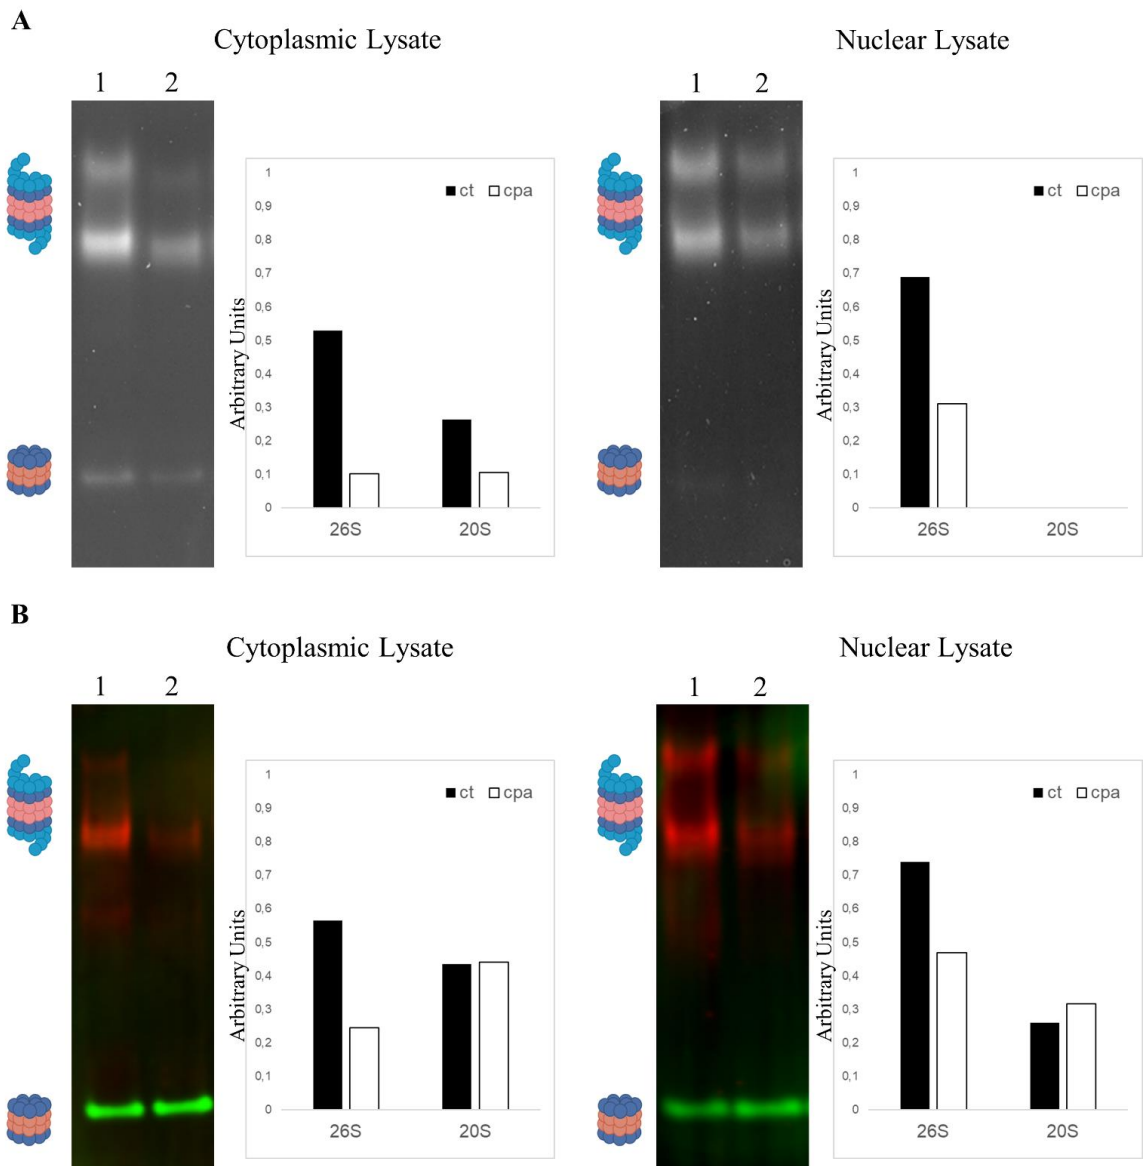 A
Cytoplasmic Lysate
1 2
Arbitrary Units
1
0,9
0,8
0,7
0,6
0,5
0,4
0,3
0,2
0,1
0
ct cpa
26S 20S
Nuclear Lysate
1 2
Arbitrary Units
1
0,9
0,8
0,7
0,6
0,5
0,4
0,3
0,2
0,1
0
ct cpa
26S 20S
B
Cytoplasmic Lysate
1 2
Arbitrary Units
1
0,9
0,8
0,7
0,6
0,5
0,4
0,3
0,2
0,1
0
ct cpa
26S 20S
Nuclear Lysate
1 2
Arbitrary Units
1
0,9
0,8
0,7
0,6
0,5
0,4
0,3
0,2
0,1
0
ct cpa
26S 20S